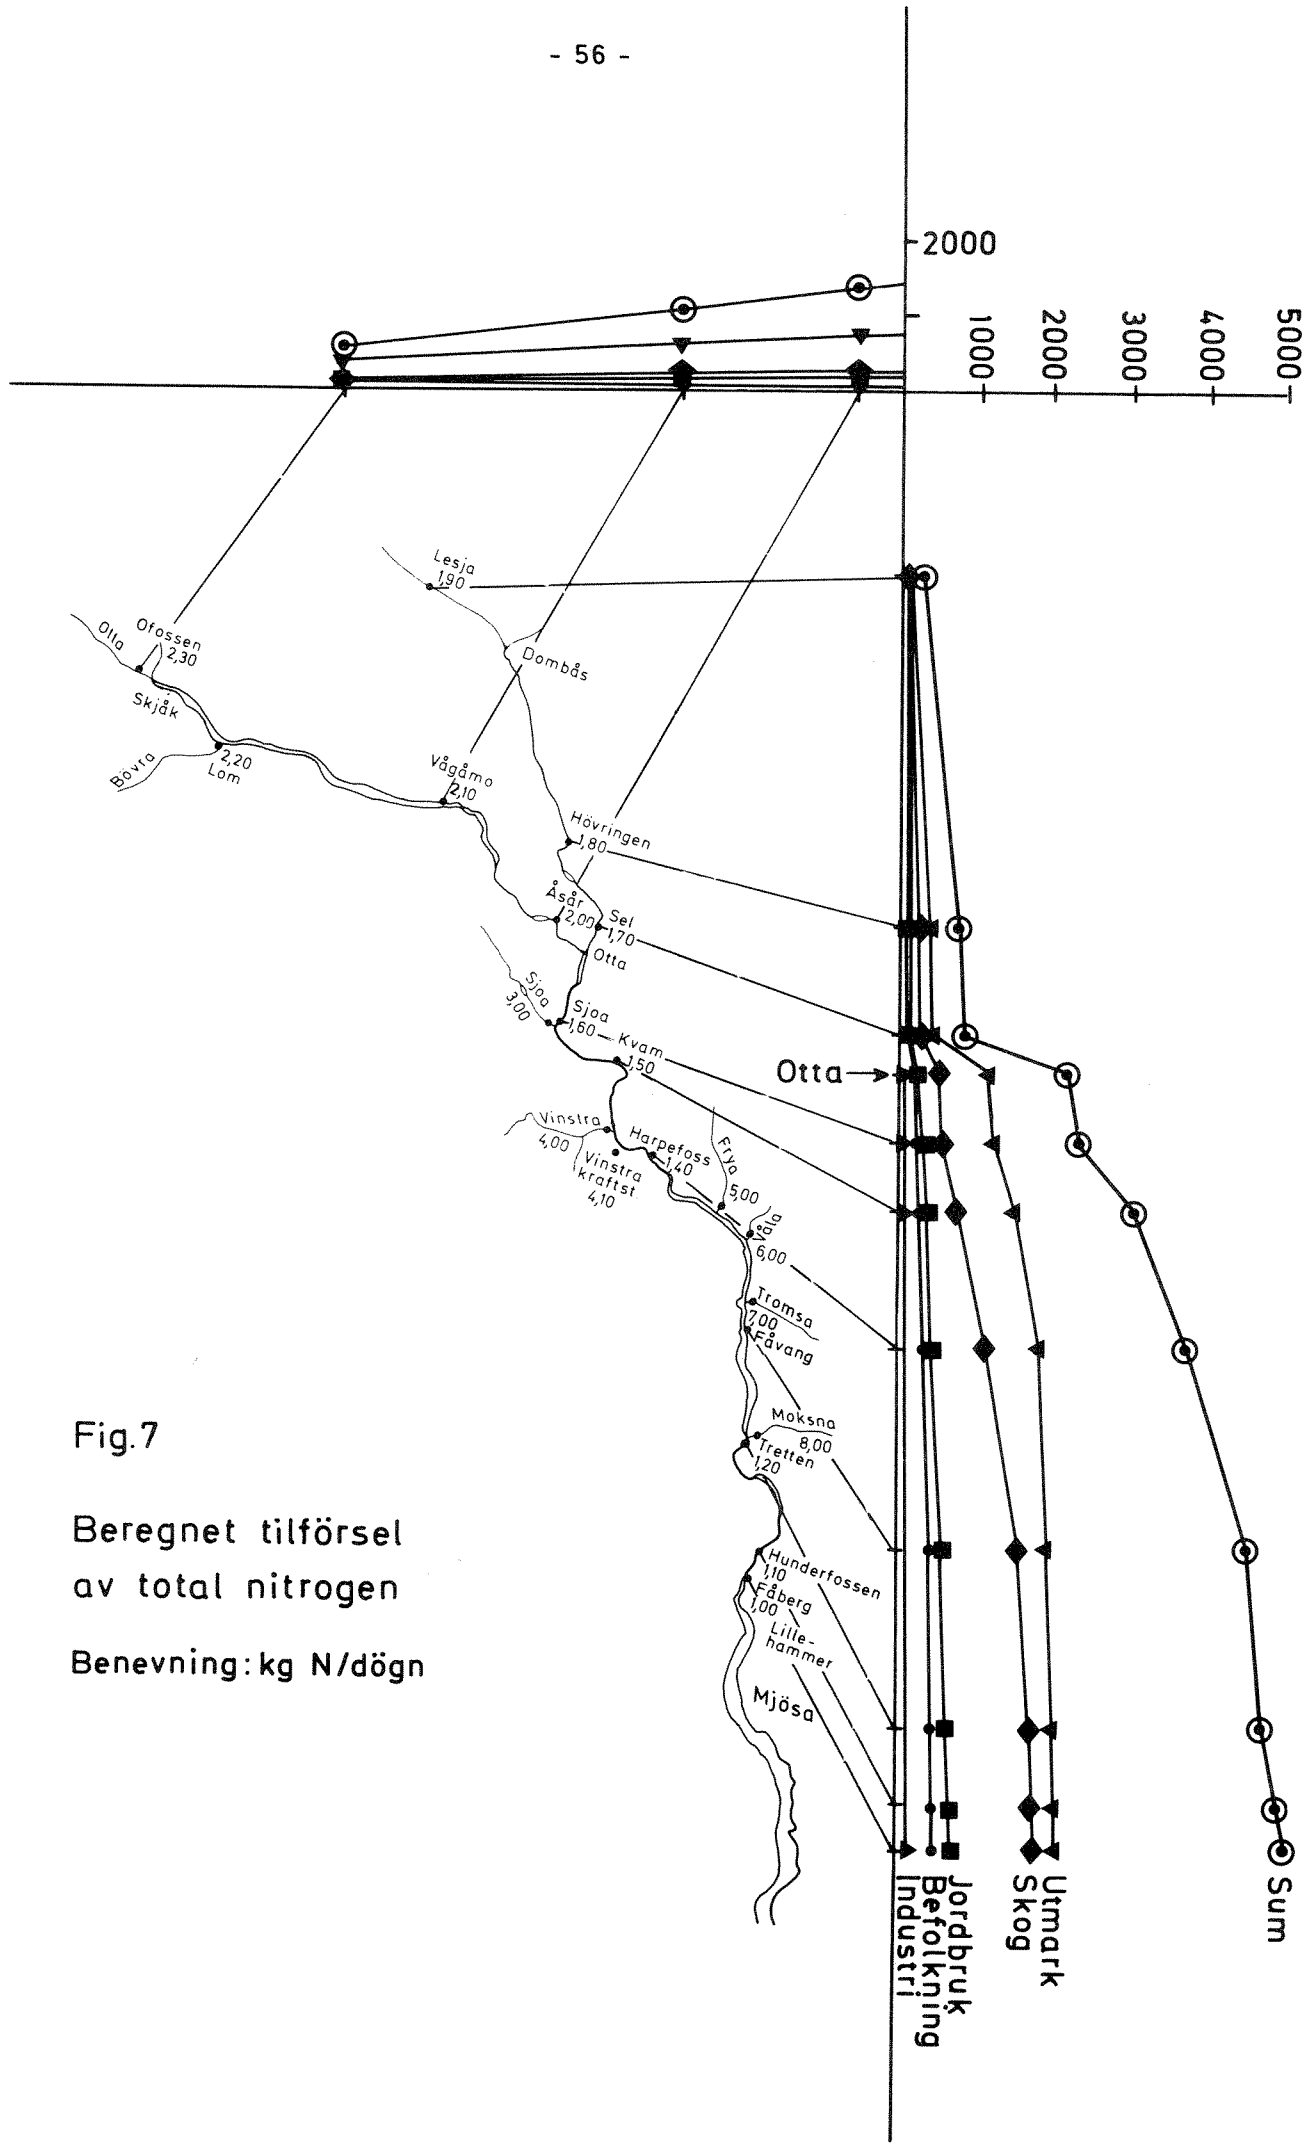 - 56 -
2000
1000
2000
3000
4000
5000
Lesja
1,90
Otta
Ofossen
2,30
Dombås
Skjåk
Bövra
2,20
Lom
Vågåmo
2,10
Hövringen
1,80
Åsår
2,00
Sel
1,70
Otta
Sjoa
3,00
Sjoa
1,60
Kvam
1,50
Otta
Vinstra
4,00
Vinstra
kraftst
4,10
Harpefoss
1,40
Frya
5,00
Våla
6,00
Tromsa
7,00
Fåvang
Moksna
8,00
Tretten
1,20
Hunderfossen
1,10
Fåberg
1,00
Lille-
hammer
Mjösa
Fig.7
Beregnet tilförsel
av total nitrogen
Benevning: kg N/dögn
Industri
Befolkning
Jordbruk
Skog
Utmark
Sum